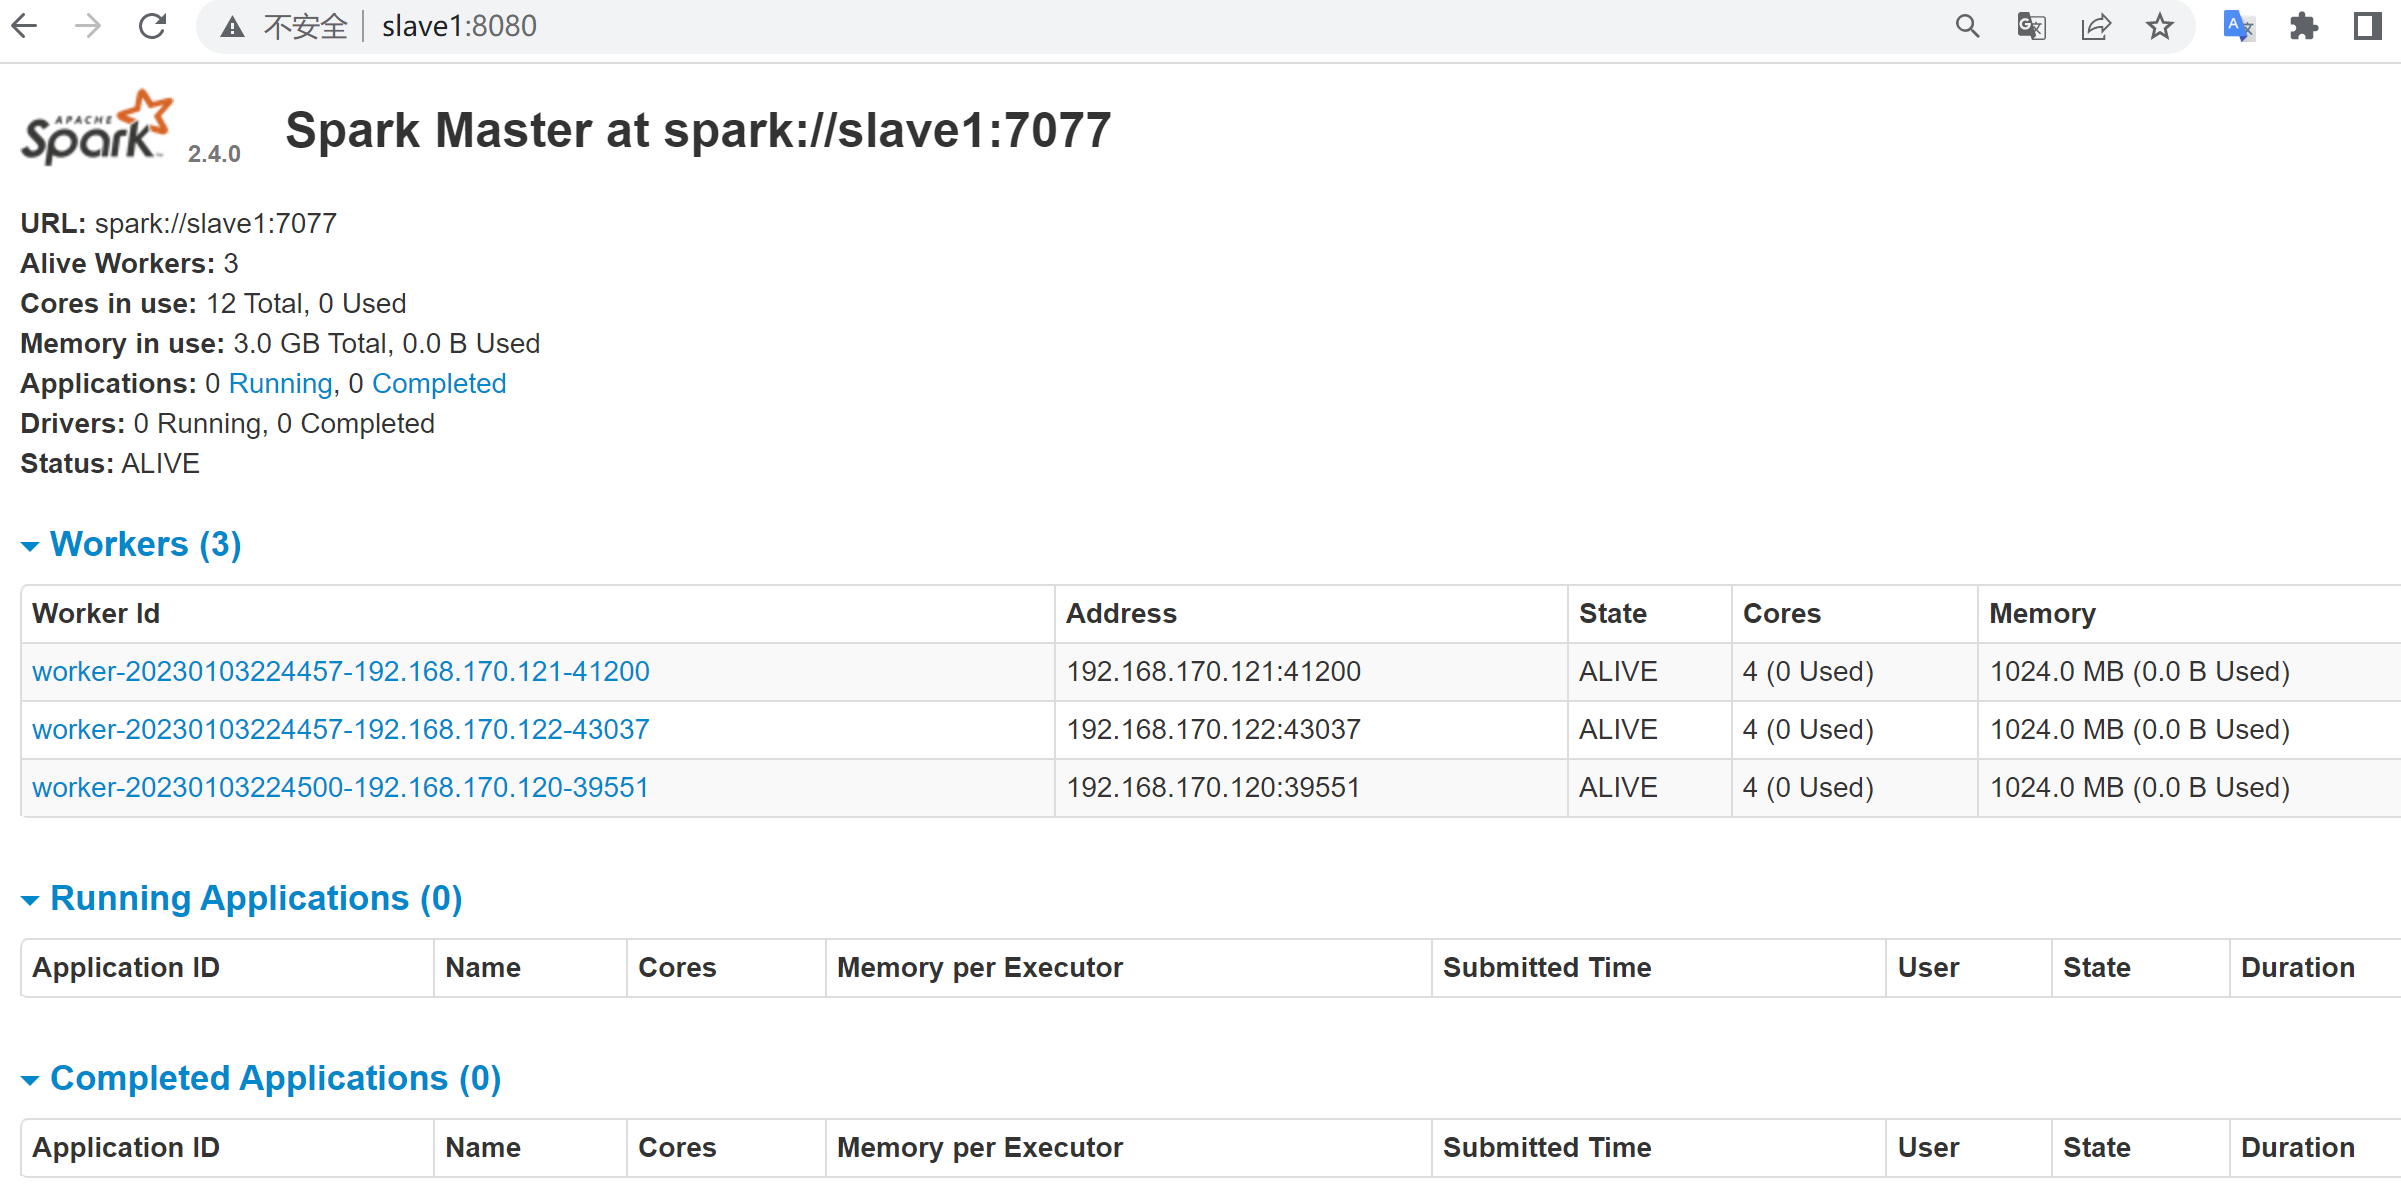 不安全 slave1:8080
APACHE Spark 2.4.0 Spark Master at spark://slave1:7077
URL: spark://slave1:7077
Alive Workers: 3
Cores in use: 12 Total, 0 Used
Memory in use: 3.0 GB Total, 0.0 B Used
Applications: 0 Running, 0 Completed
Drivers: 0 Running, 0 Completed
Status: ALIVE
Workers (3)
Worker Id Address State Cores Memory
worker-20230103224457-192.168.170.121-41200 192.168.170.121:41200 ALIVE 4 (0 Used) 1024.0 MB (0.0 B Used)
worker-20230103224457-192.168.170.122-43037 192.168.170.122:43037 ALIVE 4 (0 Used) 1024.0 MB (0.0 B Used)
worker-20230103224500-192.168.170.120-39551 192.168.170.120:39551 ALIVE 4 (0 Used) 1024.0 MB (0.0 B Used)
Running Applications (0)
Application ID Name Cores Memory per Executor Submitted Time User State Duration
Completed Applications (0)
Application ID Name Cores Memory per Executor Submitted Time User State Duration